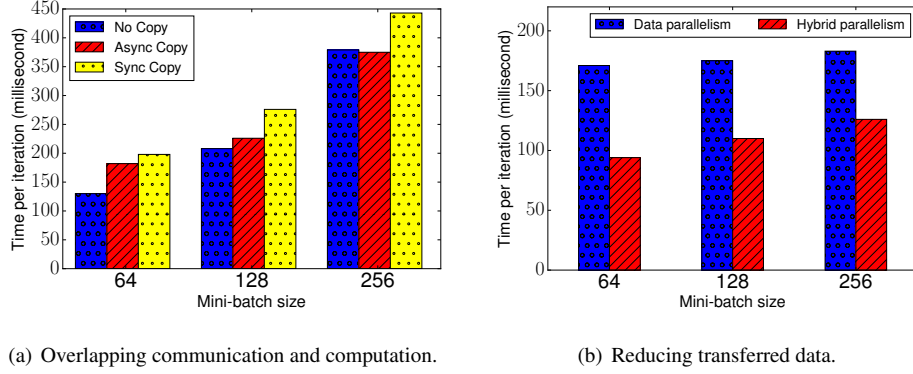 450
400
350
300
250
200
150
100
50
0
Time per iteration (millisecond)
No Copy
Async Copy
Sync Copy
64 128 256
Mini-batch size
(a) Overlapping communication and computation.
200
150
100
50
0
Time per iteration (millisecond)
Data parallelism Hybrid parallelism
64 128 256
Mini-batch size
(b) Reducing transferred data.